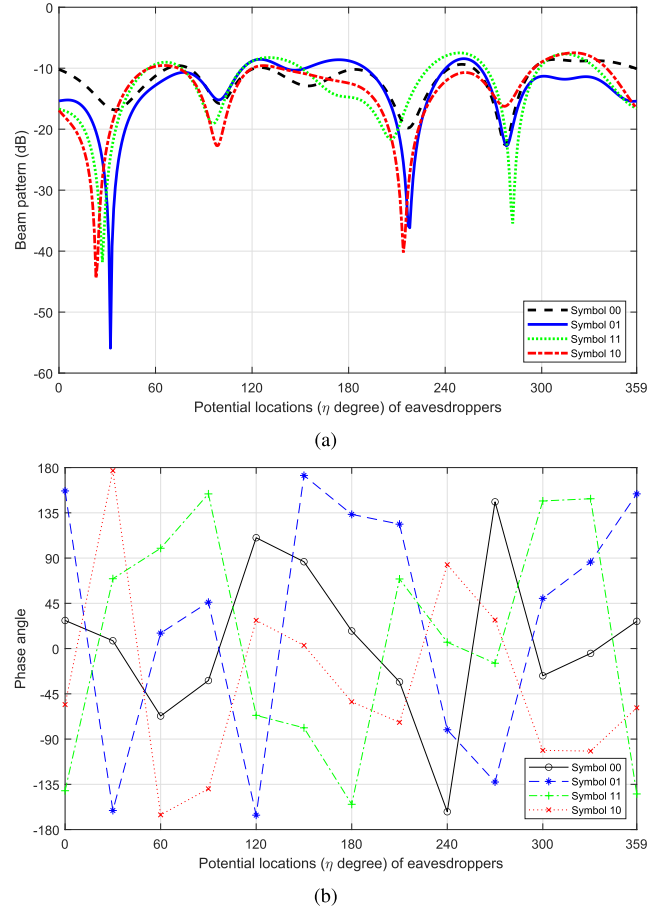 0
-10
-20
-30
-40
-50
-60
Beam pattern (dB)
Symbol 00
Symbol 01
Symbol 11
Symbol 10
0 60 120 180 240 300 359
Potential locations (η degree) of eavesdroppers
(a)
180
135
90
45
0
-45
-90
-135
-180
Phase angle
Symbol 00
Symbol 01
Symbol 11
Symbol 10
0 60 120 180 240 300 359
Potential locations (η degree) of eavesdroppers
(b)